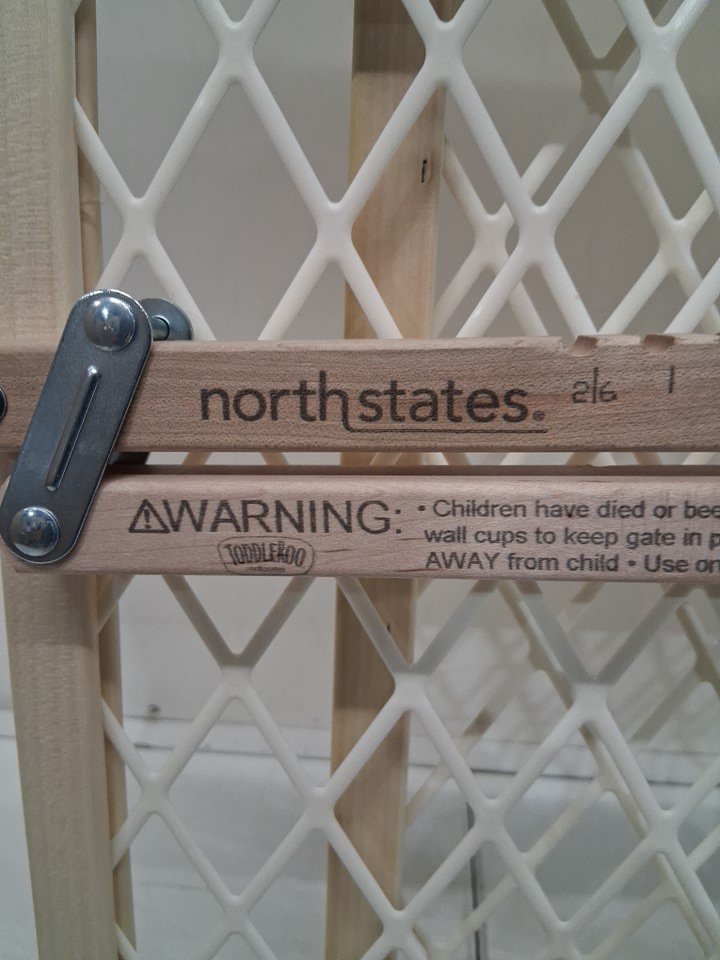 northstates®
2/6 1
⚠WARNING:
TODDLEROO
• Children have died or bee
wall cups to keep gate in p
AWAY from child • Use on